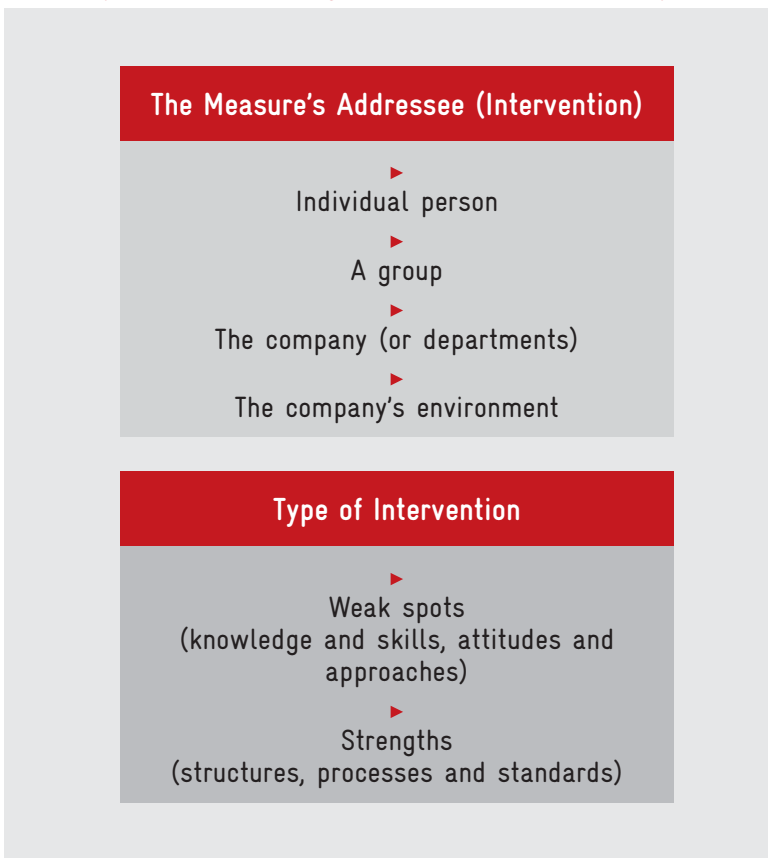 The Measure's Addressee (Intervention)
►
Individual person
►
A group
►
The company (or departments)
►
The company's environment
Type of Intervention
►
Weak spots
(knowledge and skills, attitudes and
approaches)
►
Strengths
(structures, processes and standards)